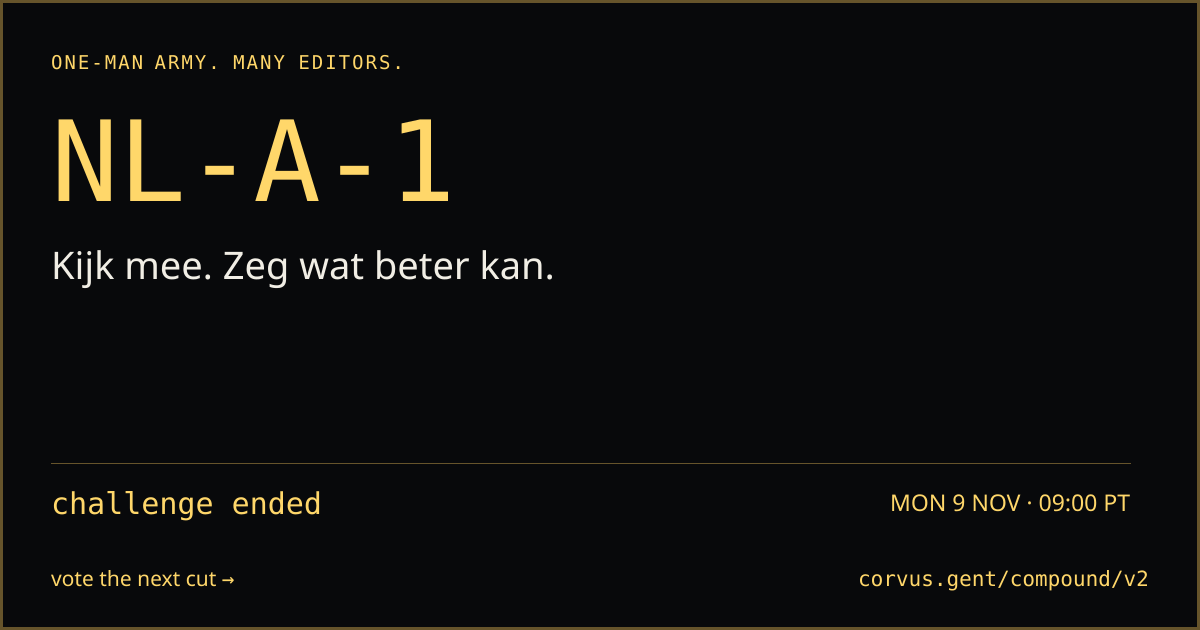 ONE-MAN ARMY. MANY EDITORS.
NL-A-1
Kijk mee. Zeg wat beter kan.
challenge ended
MON 9 NOV · 09:00 PT
vote the next cut →
corvus.gent/compound/v2